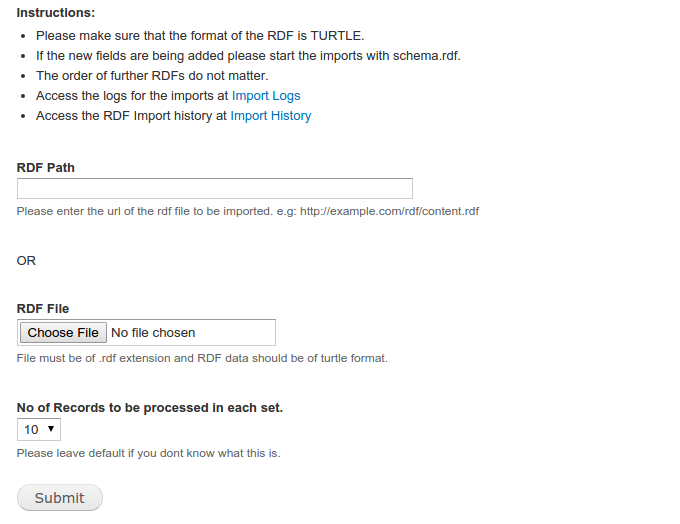 Instructions:
Please make sure that the format of the RDF is TURTLE.
If the new fields are being added please start the imports with schema.rdf.
The order of further RDFs do not matter.
Access the logs for the imports at Import Logs
Access the RDF Import history at Import History
RDF Path
Please enter the url of the rdf file to be imported. e.g: http://example.com/rdf/content.rdf
OR
RDF File
Choose File No file chosen
File must be of .rdf extension and RDF data should be of turtle format.
No of Records to be processed in each set.
10
Please leave default if you dont know what this is.
Submit